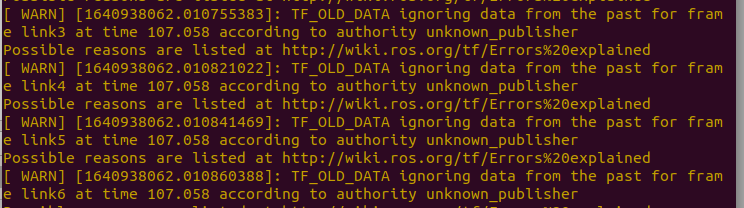 [ WARN] [1640938062.010755383]: TF_OLD_DATA ignoring data from the past for fram
e link3 at time 107.058 according to authority unknown_publisher
Possible reasons are listed at http://wiki.ros.org/tf/Errors%20explained
[ WARN] [1640938062.010821022]: TF_OLD_DATA ignoring data from the past for fram
e link4 at time 107.058 according to authority unknown_publisher
Possible reasons are listed at http://wiki.ros.org/tf/Errors%20explained
[ WARN] [1640938062.010841469]: TF_OLD_DATA ignoring data from the past for fram
e link5 at time 107.058 according to authority unknown_publisher
Possible reasons are listed at http://wiki.ros.org/tf/Errors%20explained
[ WARN] [1640938062.010860388]: TF_OLD_DATA ignoring data from the past for fram
e link6 at time 107.058 according to authority unknown_publisher